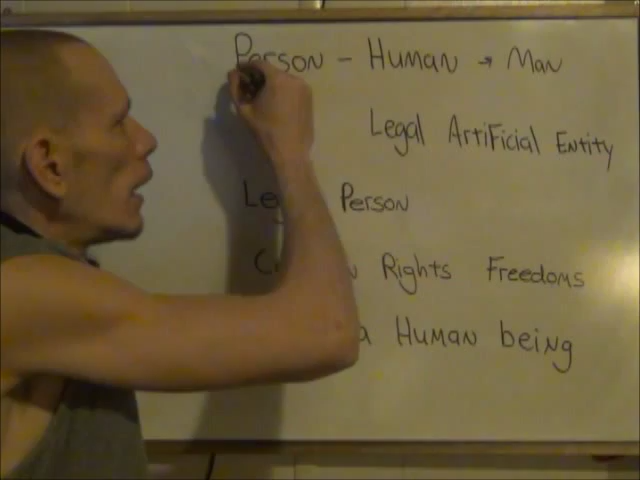 Person - Human → Man
Legal Artificial Entity
Person
Rights Freedoms
a Human being